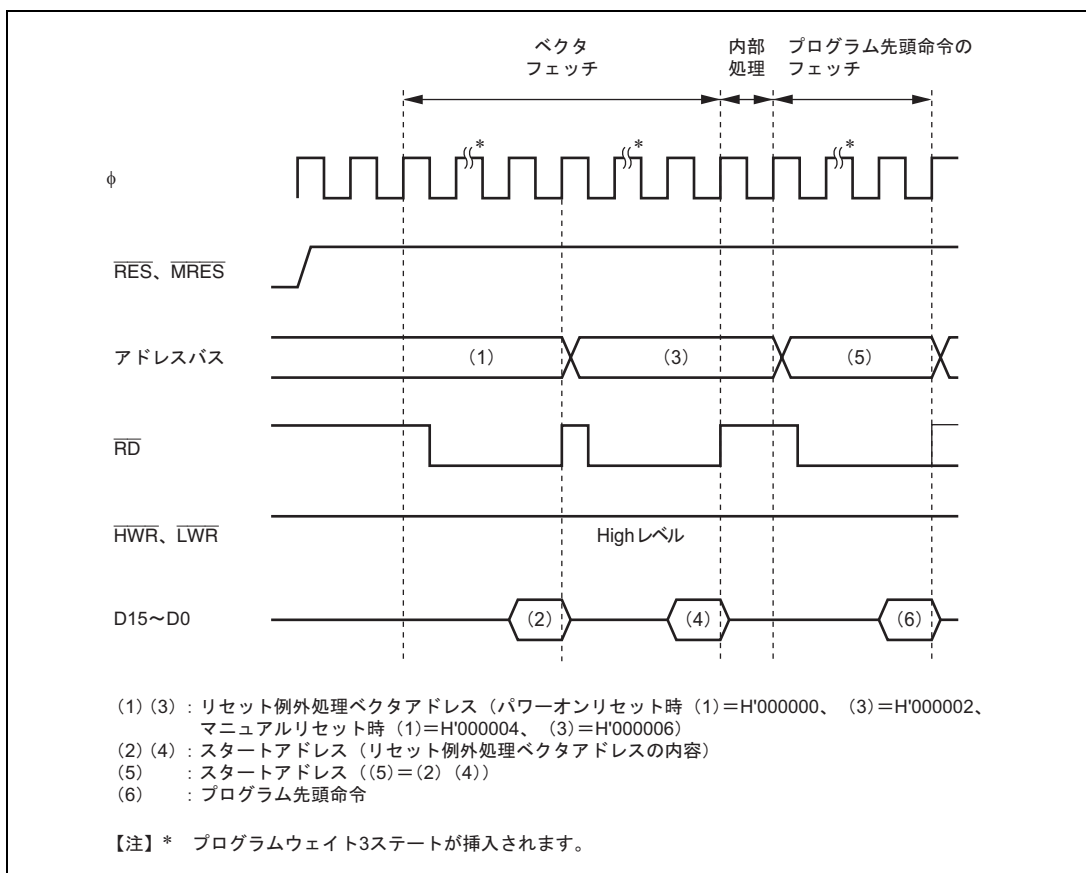 ベクタ
フェッチ
内部
処理
プログラム先頭命令の
フェッチ
*
*
*
φ
RES、MRES
アドレスバス
(1)
(3)
(5)
RD
HWR、LWR
Highレベル
D15〜D0
(2)
(4)
(6)
(1)(3):リセット例外処理ベクタアドレス(パワーオンリセット時(1)=H'000000、(3)=H'000002、
マニュアルリセット時(1)=H'000004、(3)=H'000006)
(2)(4):スタートアドレス(リセット例外処理ベクタアドレスの内容)
(5) :スタートアドレス((5)=(2)(4))
(6) :プログラム先頭命令
【注】* プログラムウェイト3ステートが挿入されます。